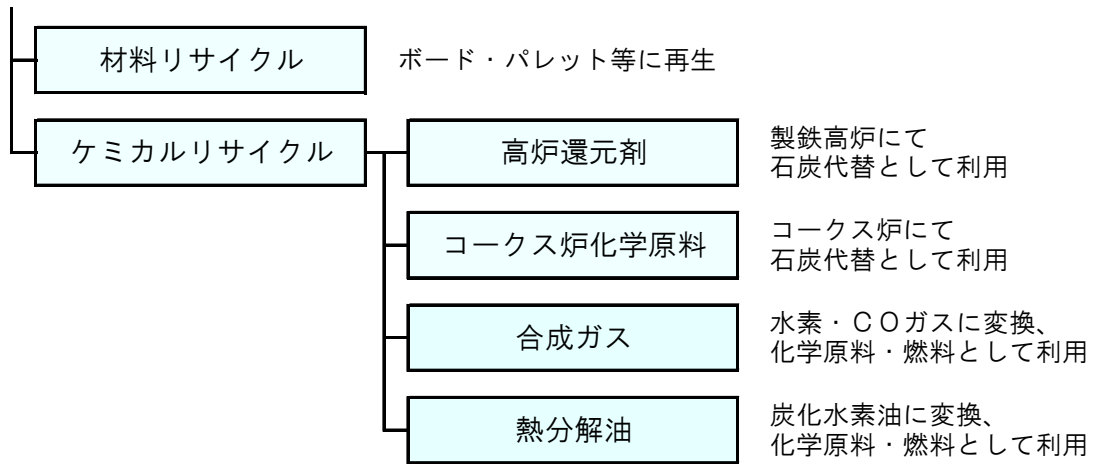 材料リサイクル
ボード・パレット等に再生
ケミカルリサイクル
高炉還元剤
製鉄高炉にて
石炭代替として利用
コークス炉化学原料
コークス炉にて
石炭代替として利用
合成ガス
水素・ＣＯガスに変換、
化学原料・燃料として利用
熱分解油
炭化水素油に変換、
化学原料・燃料として利用